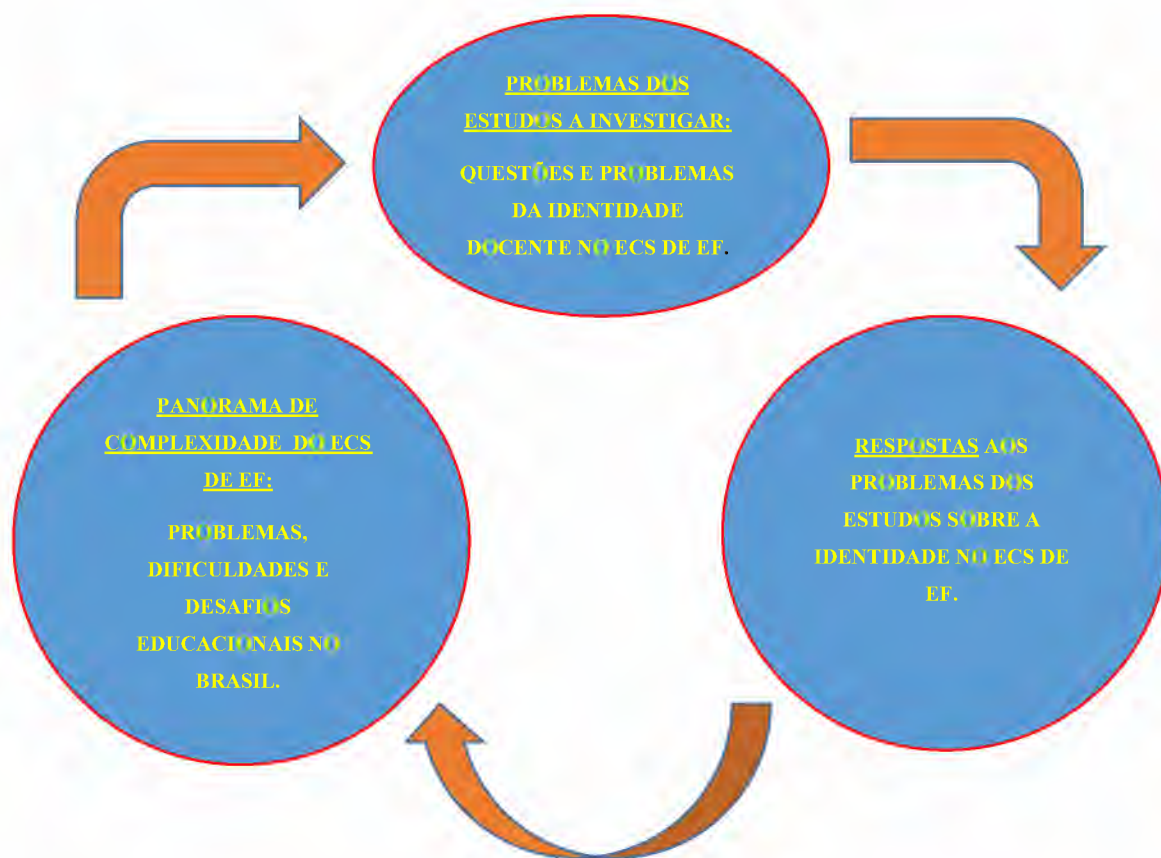 PROBLEMAS DOS
ESTUDOS A INVESTIGAR:
QUESTÕES E PROBLEMAS
DA IDENTIDADE
DOCENTE NO ECS DE EF.
PANORAMA DE
COMPLEXIDADE DO ECS
DE EF:
PROBLEMAS,
DIFICULDADES E
DESAFIOS
EDUCACIONAIS NO
BRASIL.
RESPOSTAS AOS
PROBLEMAS DOS
ESTUDOS SOBRE A
IDENTIDADE NO ECS DE
EF.